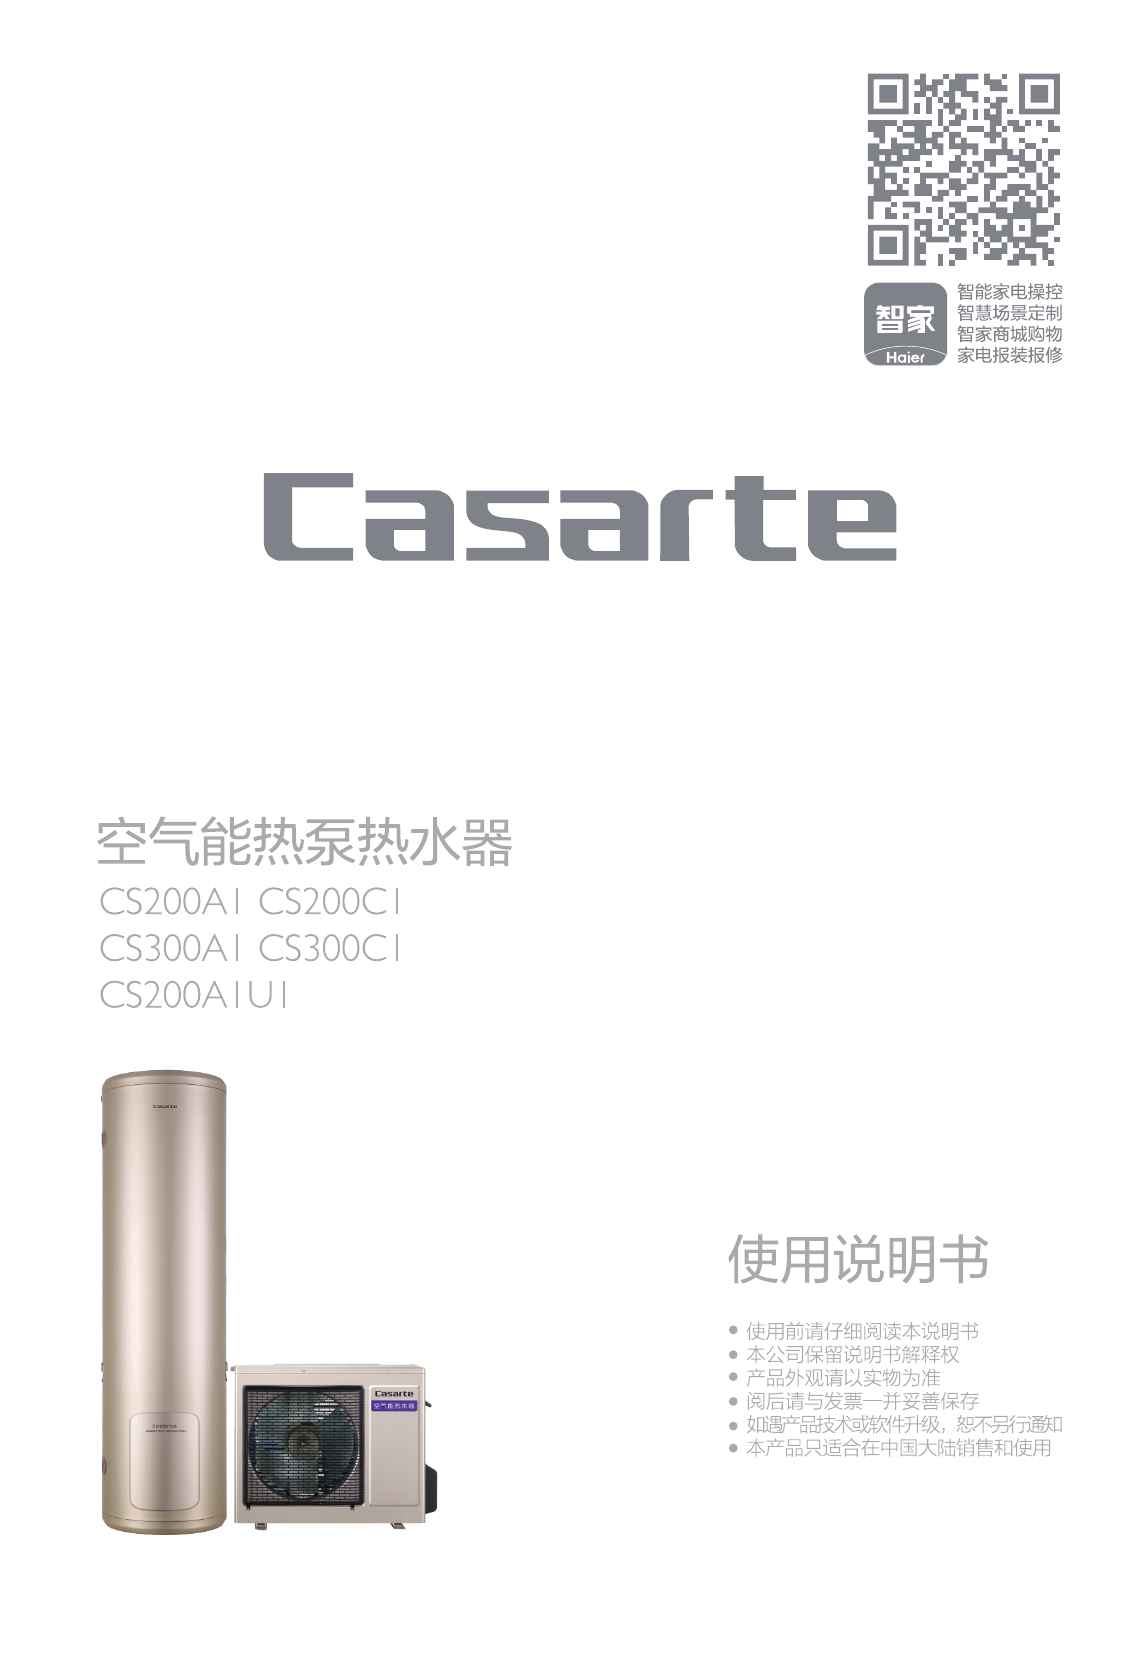 智能家电操控
智慧场景定制
智家商城购物
家电报装报修
智家
Haier
Casarte
空气能热泵热水器
CS200A1 CS200C1
CS300A1 CS300C1
CS200A1U1
Casarte
Casarte
空气能热水器
使用说明书
● 使用前请仔细阅读本说明书
● 本公司保留说明书解释权
● 产品外观请以实物为准
● 阅后请与发票一并妥善保存
● 如遇产品技术或软件升级，恕不另行通知
● 本产品只适合在中国大陆销售和使用